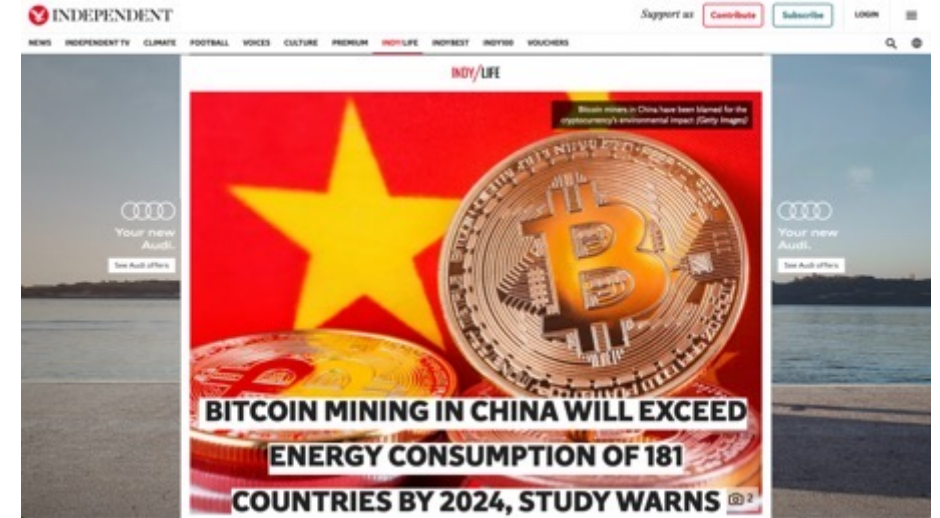 INDEPENDENT
Support us Contribute Subscribe LOGIN
NEWS INDEPENDENT TV CLIMATE FOOTBALL VOICES CULTURE PREMIUM INDY/LIFE INDYBEST INDY100 VOUCHERS
INDY/LIFE
Bitcoin miners in China have been blamed for the
cryptocurrency's environmental impact (Getty Images)
Your new
Audi.
See Audi offers
Your new
Audi.
See Audi offers
BITCOIN MINING IN CHINA WILL EXCEED
ENERGY CONSUMPTION OF 181
COUNTRIES BY 2024, STUDY WARNS 2